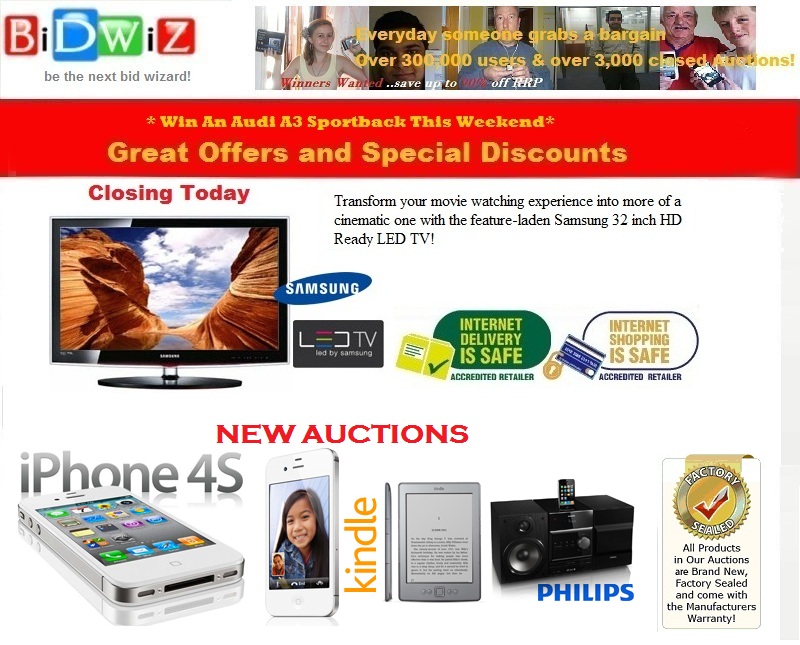 BiDWiZ
be the next bid wizard!
Everyday someone grabs a bargain
Over 300,000 users & over 3,000 closed Auctions!
Winners Wanted ..save up to 90% off RRP
* Win An Audi A3 Sportback This Weekend*
Great Offers and Special Discounts
Closing Today
Transform your movie watching experience into more of a
cinematic one with the feature-laden Samsung 32 inch HD
Ready LED TV!
SAMSUNG
SAMSUNG
LED TV
led by samsung
INTERNET
DELIVERY
IS SAFE
ACCREDITED RETAILER
INTERNET
SHOPPING
IS SAFE
ACCREDITED RETAILER
NEW AUCTIONS
iPhone 4S
kindle
kindle
PHILIPS
FACTORY
SEALED
All Products
in Our Auctions
are Brand New,
Factory Sealed
and come with
the Manufacturers
Warranty!